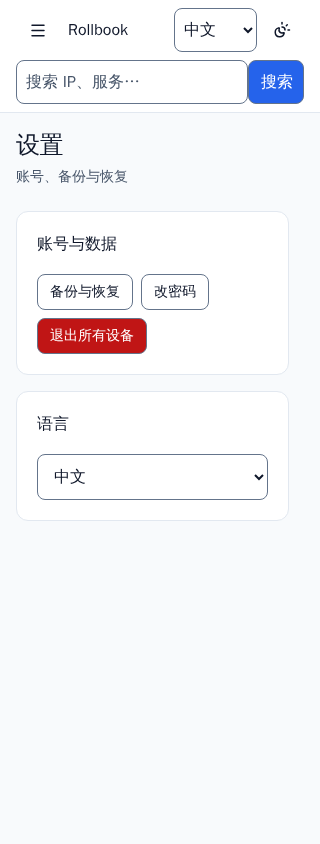 Rollbook
中文
搜索 IP、服务…
搜索
设置
账号、备份与恢复
账号与数据
备份与恢复
改密码
退出所有设备
语言
中文